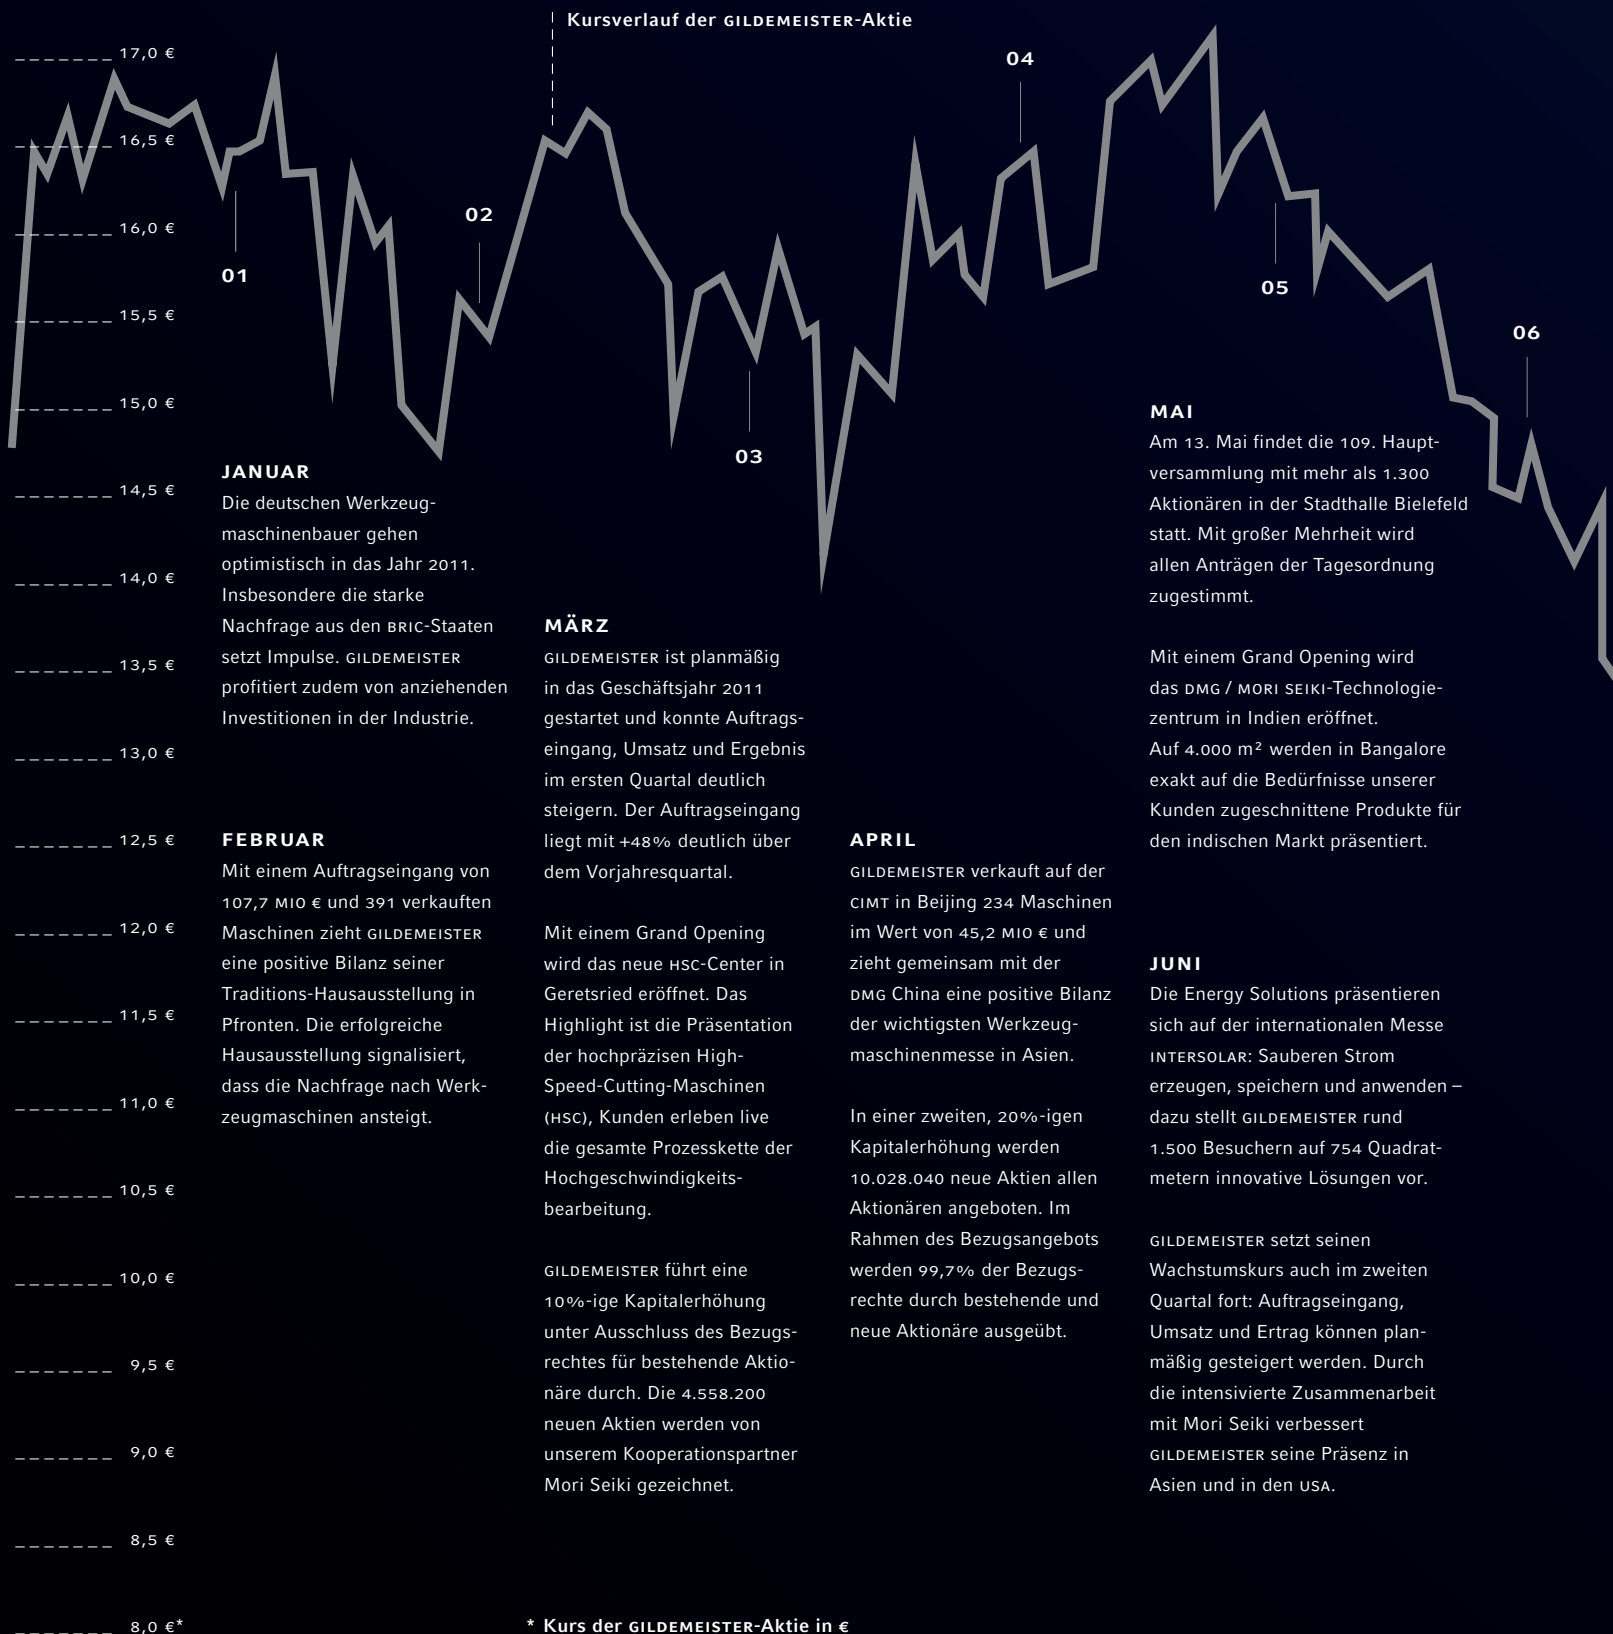 Kursverlauf der GILDEMEISTER-Aktie
17,0 €
16,5 €
16,0 €
15,5 €
15,0 €
14,5 €
14,0 €
13,5 €
13,0 €
12,5 €
12,0 €
11,5 €
11,0 €
10,5 €
10,0 €
9,5 €
9,0 €
8,5 €
8,0 €*
01
02
03
04
05
06
JANUAR
Die deutschen Werkzeug-
maschinenbauer gehen
optimistisch in das Jahr 2011.
Insbesondere die starke
Nachfrage aus den BRIC-Staaten
setzt Impulse. GILDEMEISTER
profitiert zudem von anziehenden
Investitionen in der Industrie.
FEBRUAR
Mit einem Auftragseingang von
107,7 MIO € und 391 verkauften
Maschinen zieht GILDEMEISTER
eine positive Bilanz seiner
Traditions-Hausausstellung in
Pfronten. Die erfolgreiche
Hausausstellung signalisiert,
dass die Nachfrage nach Werk-
zeugmaschinen ansteigt.
MÄRZ
GILDEMEISTER ist planmäßig
in das Geschäftsjahr 2011
gestartet und konnte Auftrags-
eingang, Umsatz und Ergebnis
im ersten Quartal deutlich
steigern. Der Auftragseingang
liegt mit +48% deutlich über
dem Vorjahresquartal.
Mit einem Grand Opening
wird das neue HSC-Center in
Geretsried eröffnet. Das
Highlight ist die Präsentation
der hochpräzisen High-
Speed-Cutting-Maschinen
(HSC), Kunden erleben live
die gesamte Prozesskette der
Hochgeschwindigkeits-
bearbeitung.
GILDEMEISTER führt eine
10%-ige Kapitalerhöhung
unter Ausschluss des Bezugs-
rechtes für bestehende Aktio-
näre durch. Die 4.558.200
neuen Aktien werden von
unserem Kooperationspartner
Mori Seiki gezeichnet.
APRIL
GILDEMEISTER verkauft auf der
CIMT in Beijing 234 Maschinen
im Wert von 45,2 MIO € und
zieht gemeinsam mit der
DMG China eine positive Bilanz
der wichtigsten Werkzeug-
maschinenmesse in Asien.
In einer zweiten, 20%-igen
Kapitalerhöhung werden
10.028.040 neue Aktien allen
Aktionären angeboten. Im
Rahmen des Bezugsangebots
werden 99,7% der Bezugs-
rechte durch bestehende und
neue Aktionäre ausgeübt.
MAI
Am 13. Mai findet die 109. Haupt-
versammlung mit mehr als 1.300
Aktionären in der Stadthalle Bielefeld
statt. Mit großer Mehrheit wird
allen Anträgen der Tagesordnung
zugestimmt.
Mit einem Grand Opening wird
das DMG / MORI SEIKI-Technologie-
zentrum in Indien eröffnet.
Auf 4.000 m² werden in Bangalore
exakt auf die Bedürfnisse unserer
Kunden zugeschnittene Produkte für
den indischen Markt präsentiert.
JUNI
Die Energy Solutions präsentieren
sich auf der internationalen Messe
INTERSOLAR: Sauberen Strom
erzeugen, speichern und anwenden –
dazu stellt GILDEMEISTER rund
1.500 Besuchern auf 754 Quadrat-
metern innovative Lösungen vor.
GILDEMEISTER setzt seinen
Wachstumskurs auch im zweiten
Quartal fort: Auftragseingang,
Umsatz und Ertrag können plan-
mäßig gesteigert werden. Durch
die intensivierte Zusammenarbeit
mit Mori Seiki verbessert
GILDEMEISTER seine Präsenz in
Asien und in den USA.
* Kurs der GILDEMEISTER-Aktie in €